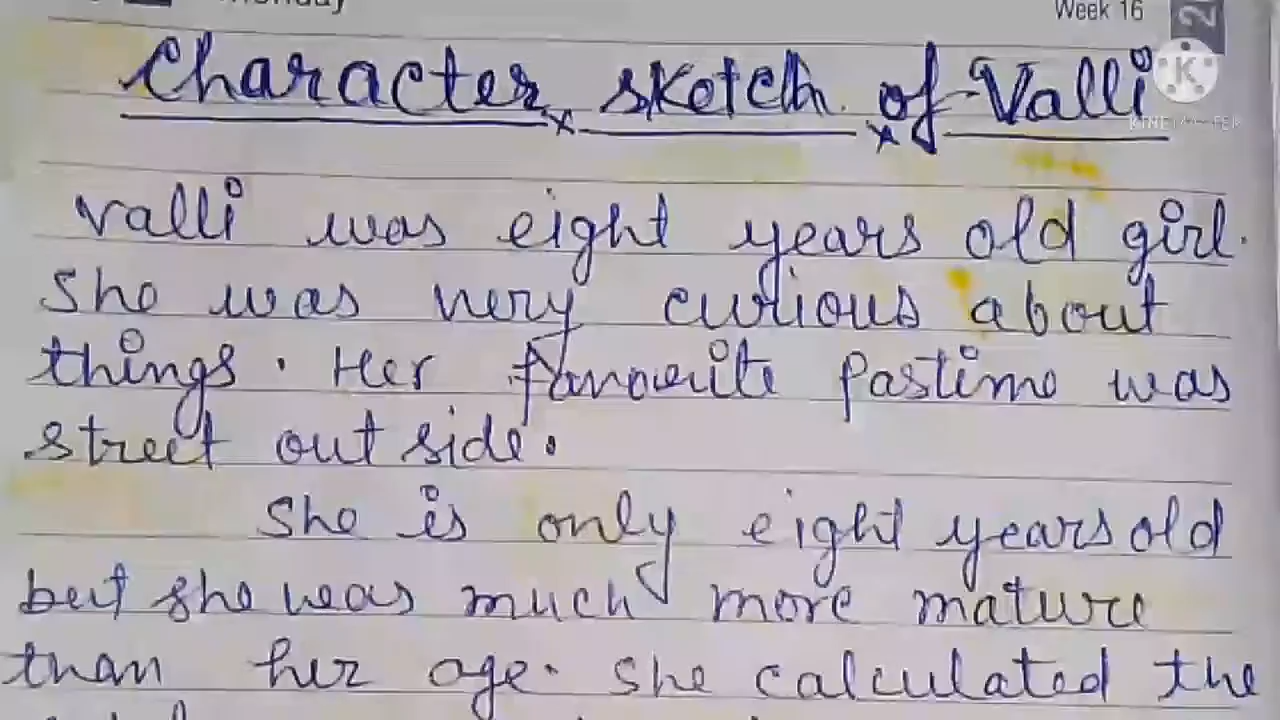 Monday
Week 16
Character sketch of Valli
KINEMASTER
Valli was eight years old girl.
She was very curious about
things. Her favourite pastime was
street outside.
She is only eight years old
but she was much more mature
than her age. She calculated the